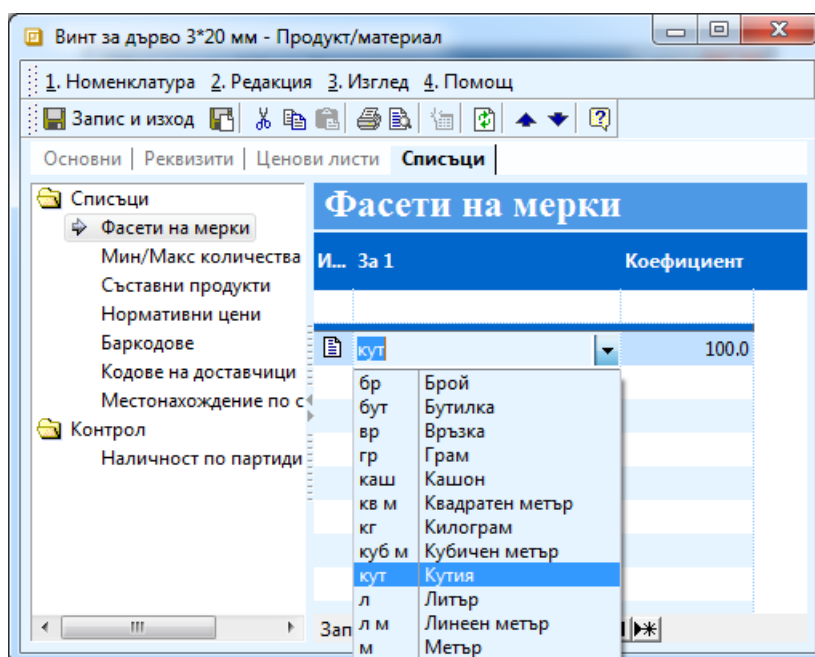 Винт за дърво 3*20 мм - Продукт/материал
1. Номенклатура 2. Редакция 3. Изглед 4. Помощ
Запис и изход
Основни | Реквизити | Ценови листи Списъци
Списъци
Фасети на мерки
Мин/Макс количества
Съставни продукти
Нормативни цени
Баркодове
Кодове на доставчици
Местонахождение по с
Контрол
Наличност по партиди
Фасети на мерки
И... За 1 Коефициент
кут 100.0
бр Брой
бут Бутилка
вр Връзка
гр Грам
каш Кашон
кв м Квадратен метър
кг Килограм
куб м Кубичен метър
кут Кутия
л Литър
л м Линеен метър
м Метър
Зап